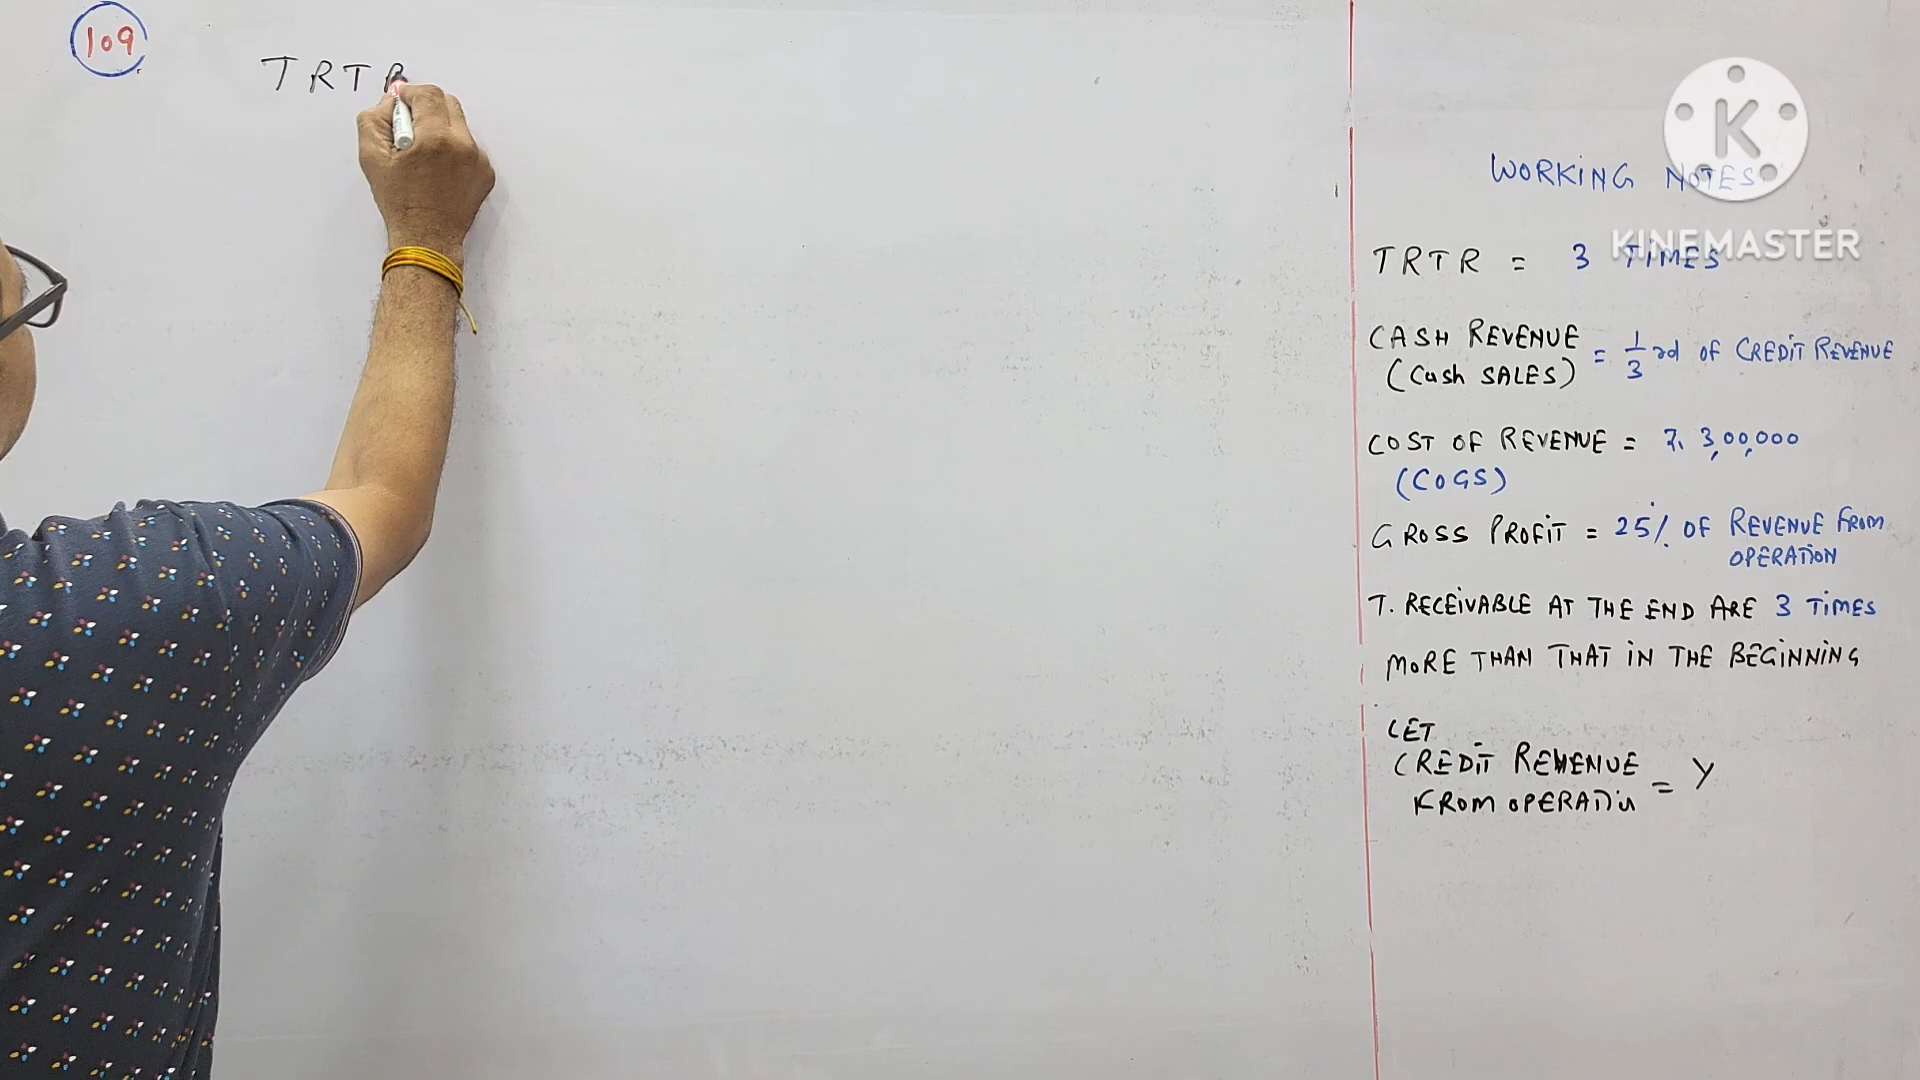 109
TRTR
WORKING NOTES
K
KINEMASTER
TRTR = 3 TIMES
CASH REVENUE
(Cash SALES) = 1/3 rd OF CREDIT REVENUE
COST OF REVENUE = ₹. 3,00,000
(COGS)
GROSS PROFIT = 25% OF REVENUE FROM
OPERATION
T. RECEIVABLE AT THE END ARE 3 TIMES
MORE THAN THAT IN THE BEGINNING
LET
CREDIT REVENUE
FROM OPERATION = Y